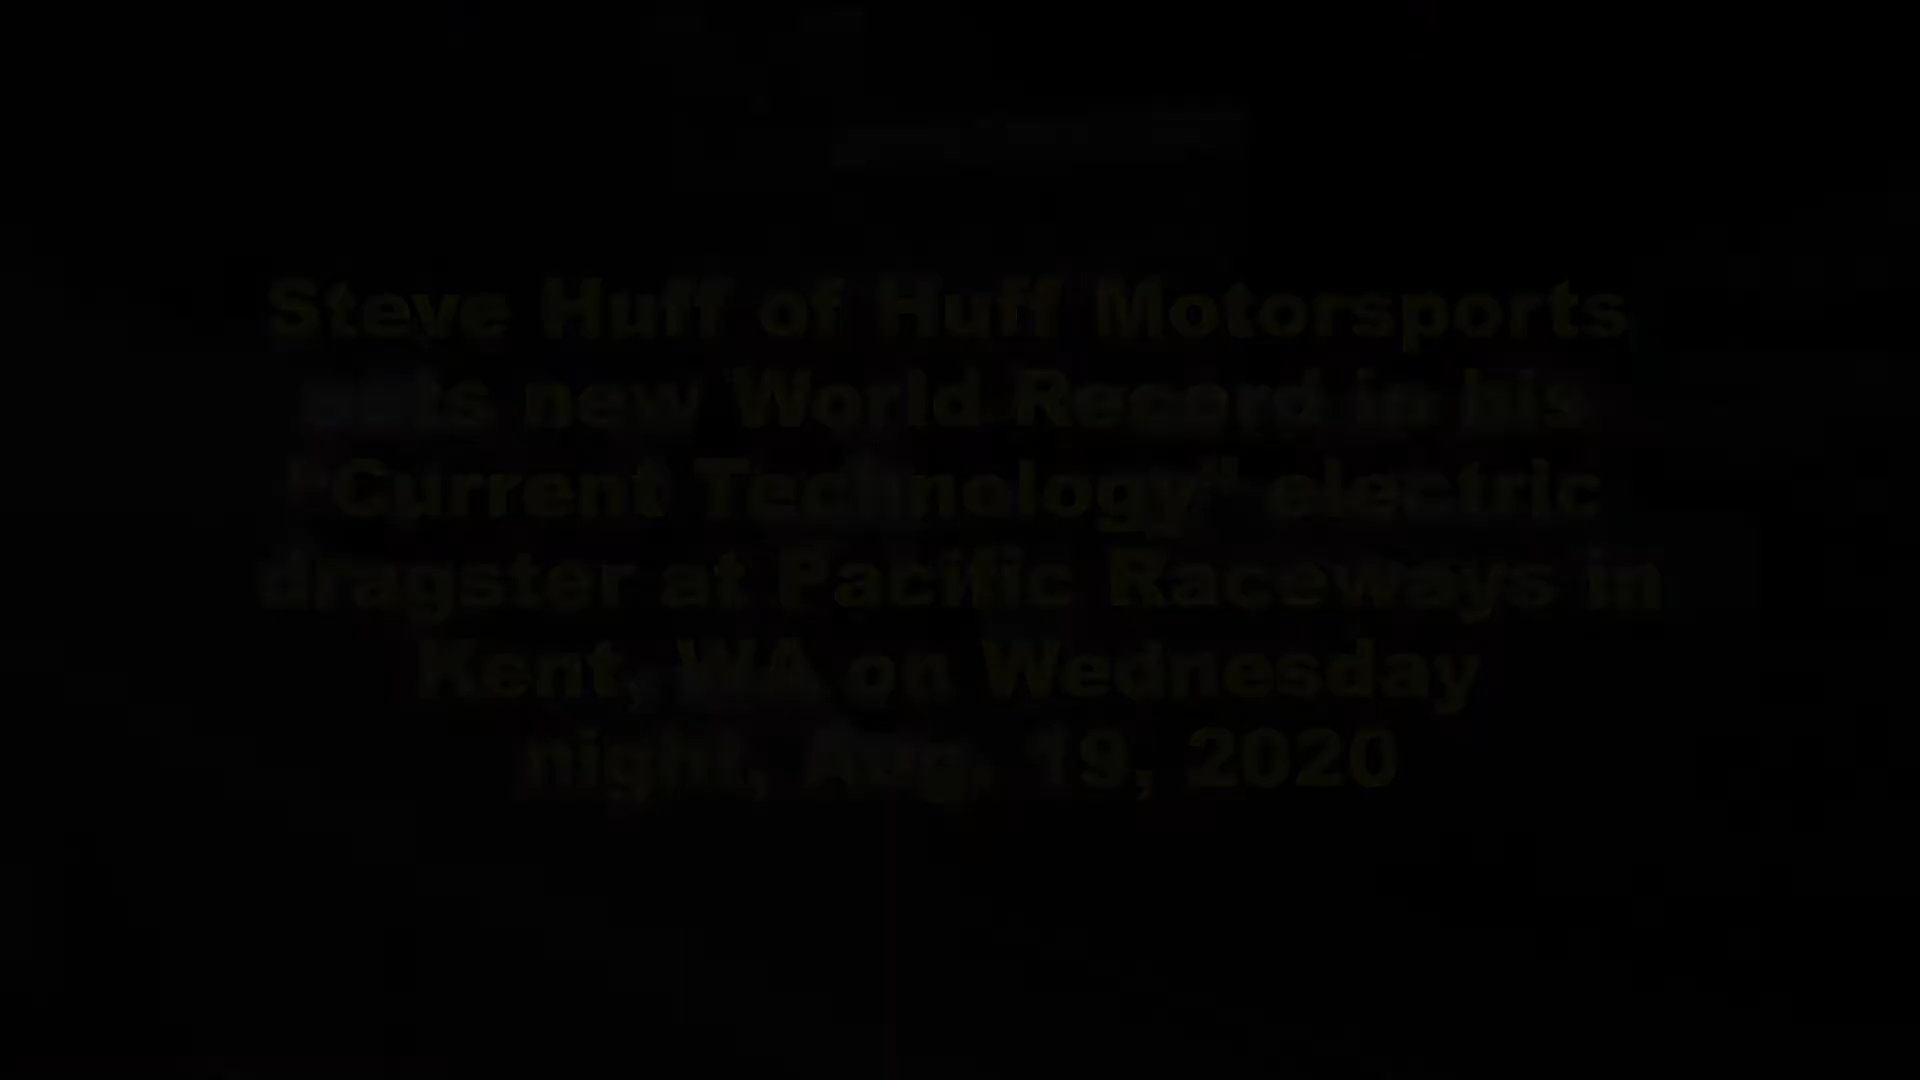 Steve Huff of Huff Motorsports,
sets new World Record in his
"Current Technology" electric
dragster at Pacific Raceways in
Kent, WA on Wednesday
night, Aug. 19, 2020